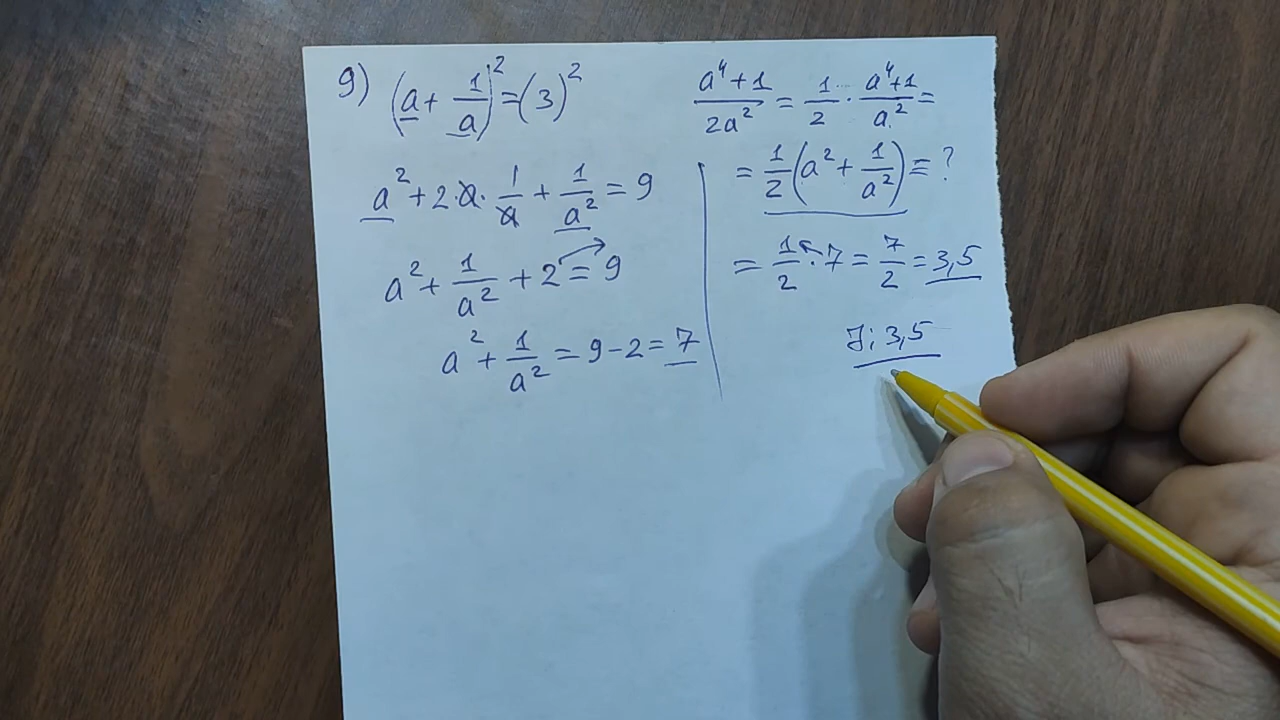 9) (a + 1/a)² = (3)²
a² + 2·a·1/a + 1/a² = 9
a² + 1/a² + 2 = 9
a² + 1/a² = 9 - 2 = 7
(a⁴ + 1)/(2a²) = 1/2 · (a⁴+1)/a² =
= 1/2 (a² + 1/a²) = ?
= 1/2 · 7 = 7/2 = 3,5
J; 3,5